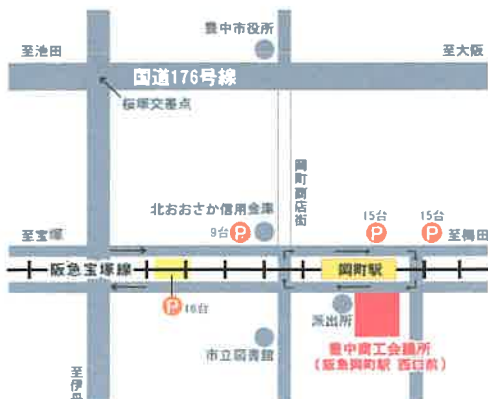 豊中市役所
至池田
至大阪
国道176号線
桜塚交差点
岡町商店街
北おおさか信用金庫
15台
15台
9台 P
P
P
至宝塚
至梅田
阪急宝塚線
岡町駅
P 16台
派出所
市立図書館
豊中商工会議所
(阪急岡町駅 西口前)
至伊丹